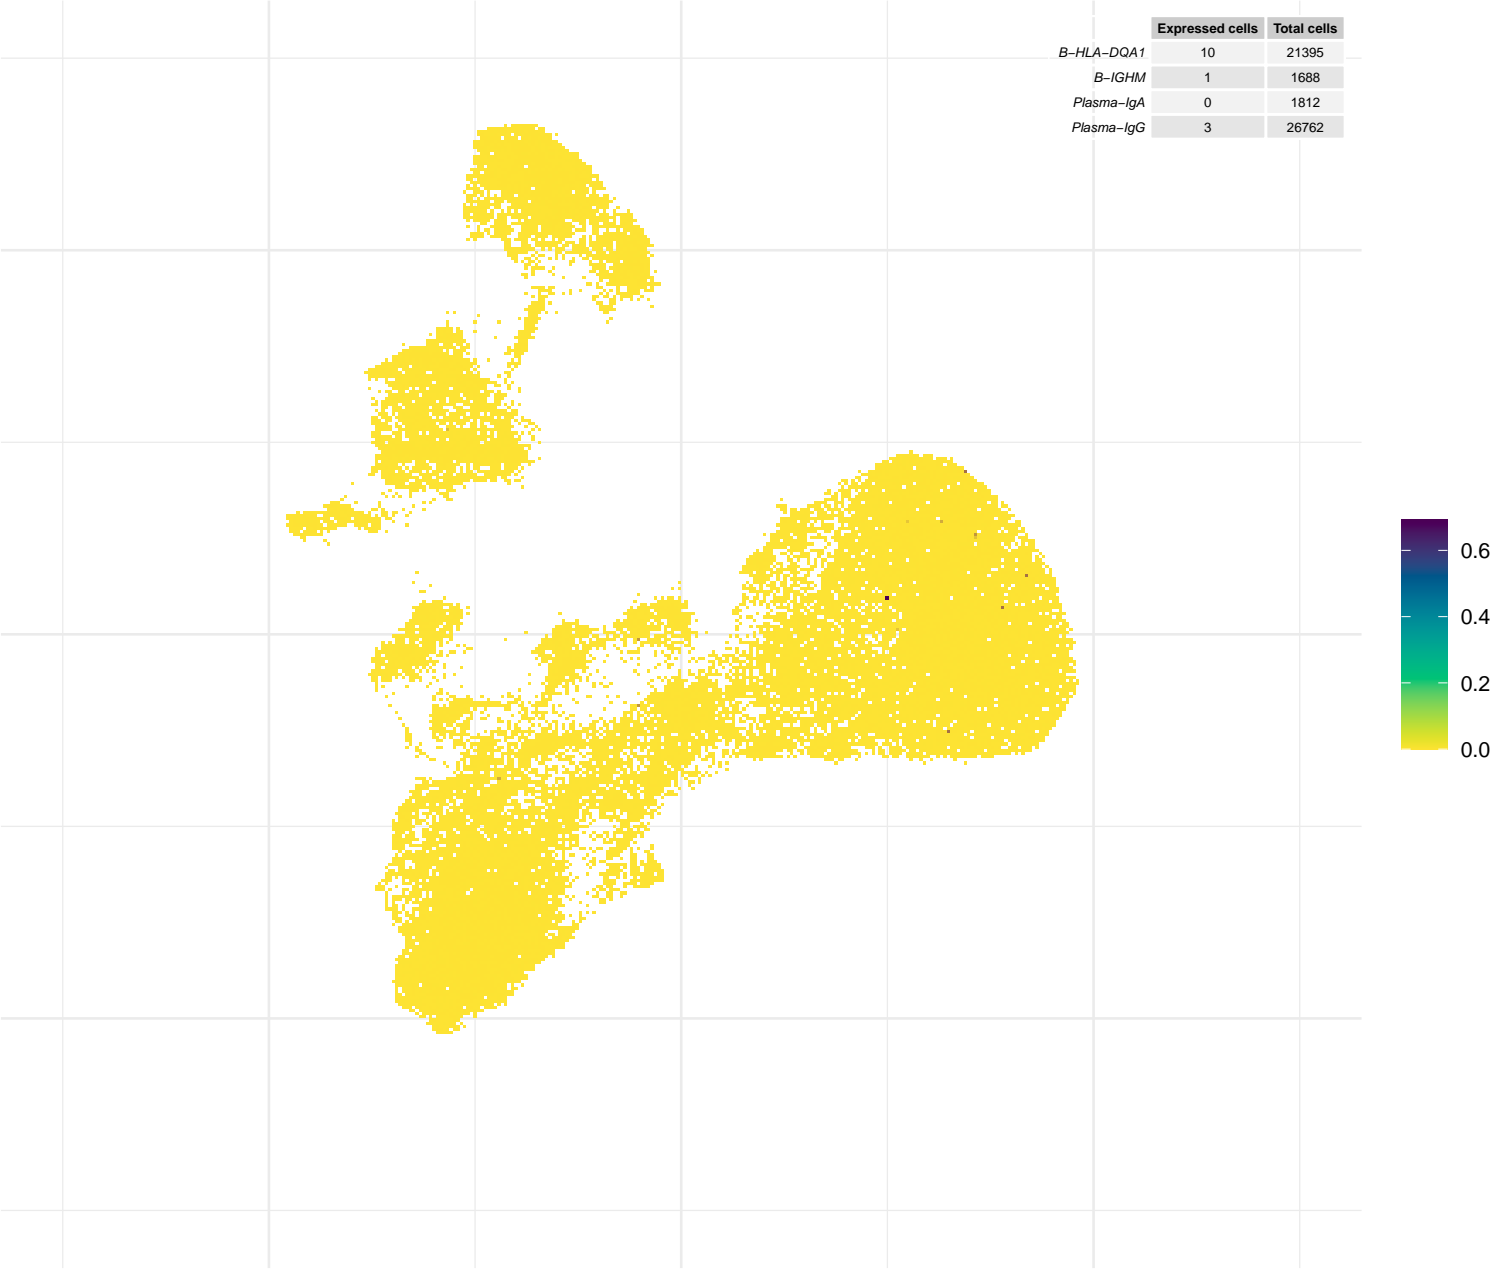 Expressed cells Total cells
B−HLA−DQA1 10 21395
B−IGHM 1 1688
Plasma−IgA 0 1812
Plasma−IgG 3 26762
0.6
0.4
0.2
0.0